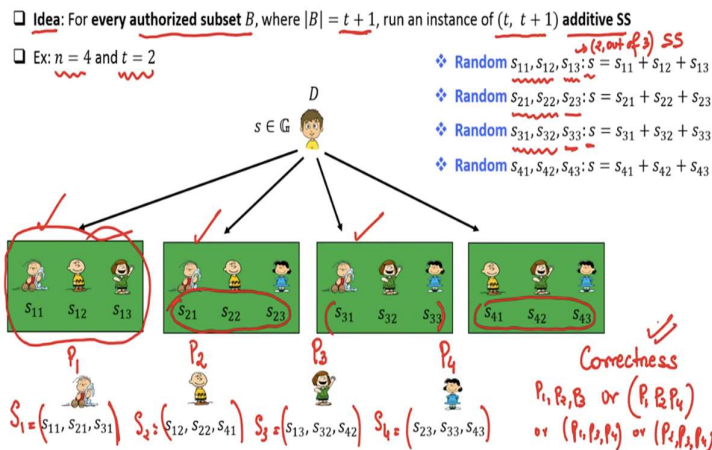 ❑ Idea: For every authorized subset B, where |B| = t + 1, run an instance of (t, t + 1) additive SS
→ (2, out of 3) SS
❑ Ex: n = 4 and t = 2
❖ Random s₁₁, s₁₂, s₁₃: s = s₁₁ + s₁₂ + s₁₃
❖ Random s₂₁, s₂₂, s₂₃: s = s₂₁ + s₂₂ + s₂₃
❖ Random s₃₁, s₃₂, s₃₃: s = s₃₁ + s₃₂ + s₃₃
❖ Random s₄₁, s₄₂, s₄₃: s = s₄₁ + s₄₂ + s₄₃
D
s ∈ 𝔾
s₁₁ s₁₂ s₁₃ s₂₁ s₂₂ s₂₃ s₃₁ s₃₂ s₃₃ s₄₁ s₄₂ s₄₃
P₁ P₂ P₃ P₄
S₁ = (s₁₁, s₂₁, s₃₁) S₂ = (s₁₂, s₂₂, s₄₁) S₃ = (s₁₃, s₃₂, s₄₂) S₄ = (s₂₃, s₃₃, s₄₃)
Correctness
P₁, P₂, P₃ or (P₁ P₂ P₄)
or (P₁, P₃, P₄) or (P₂, P₃, P₄)